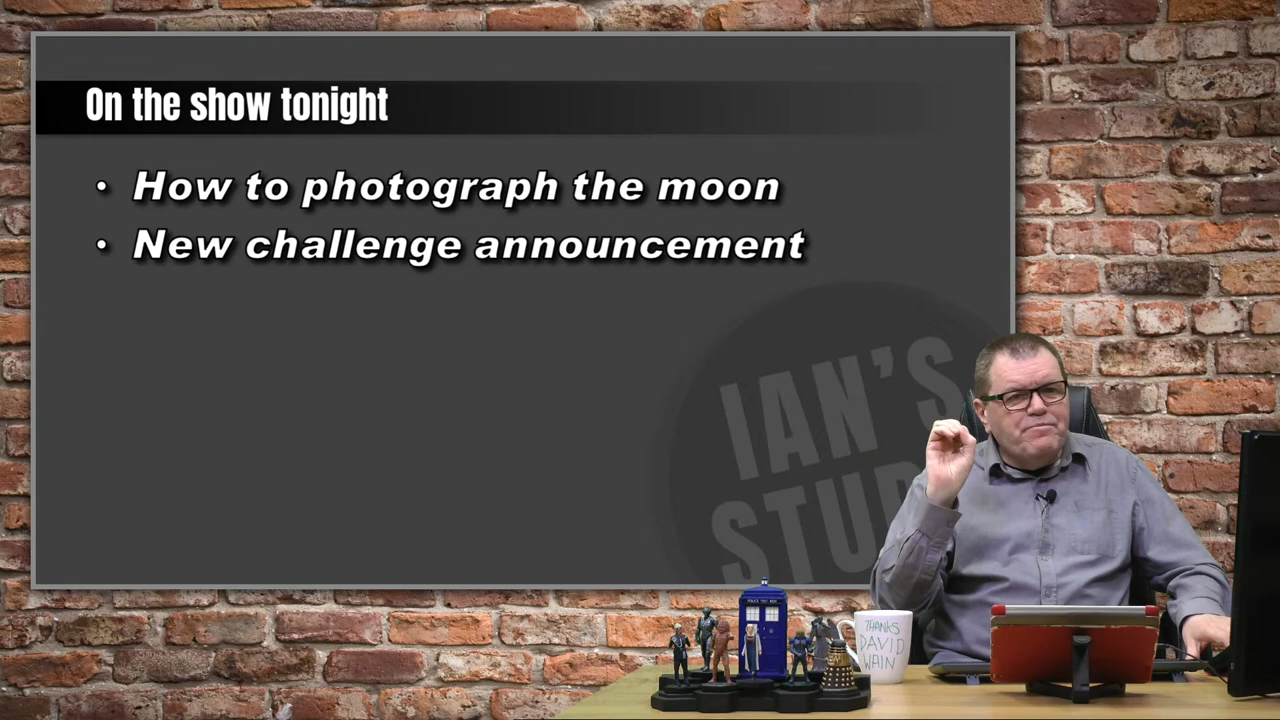 On the show tonight
• How to photograph the moon
• New challenge announcement
IAN'S
THANKS
DAVID
WAIN